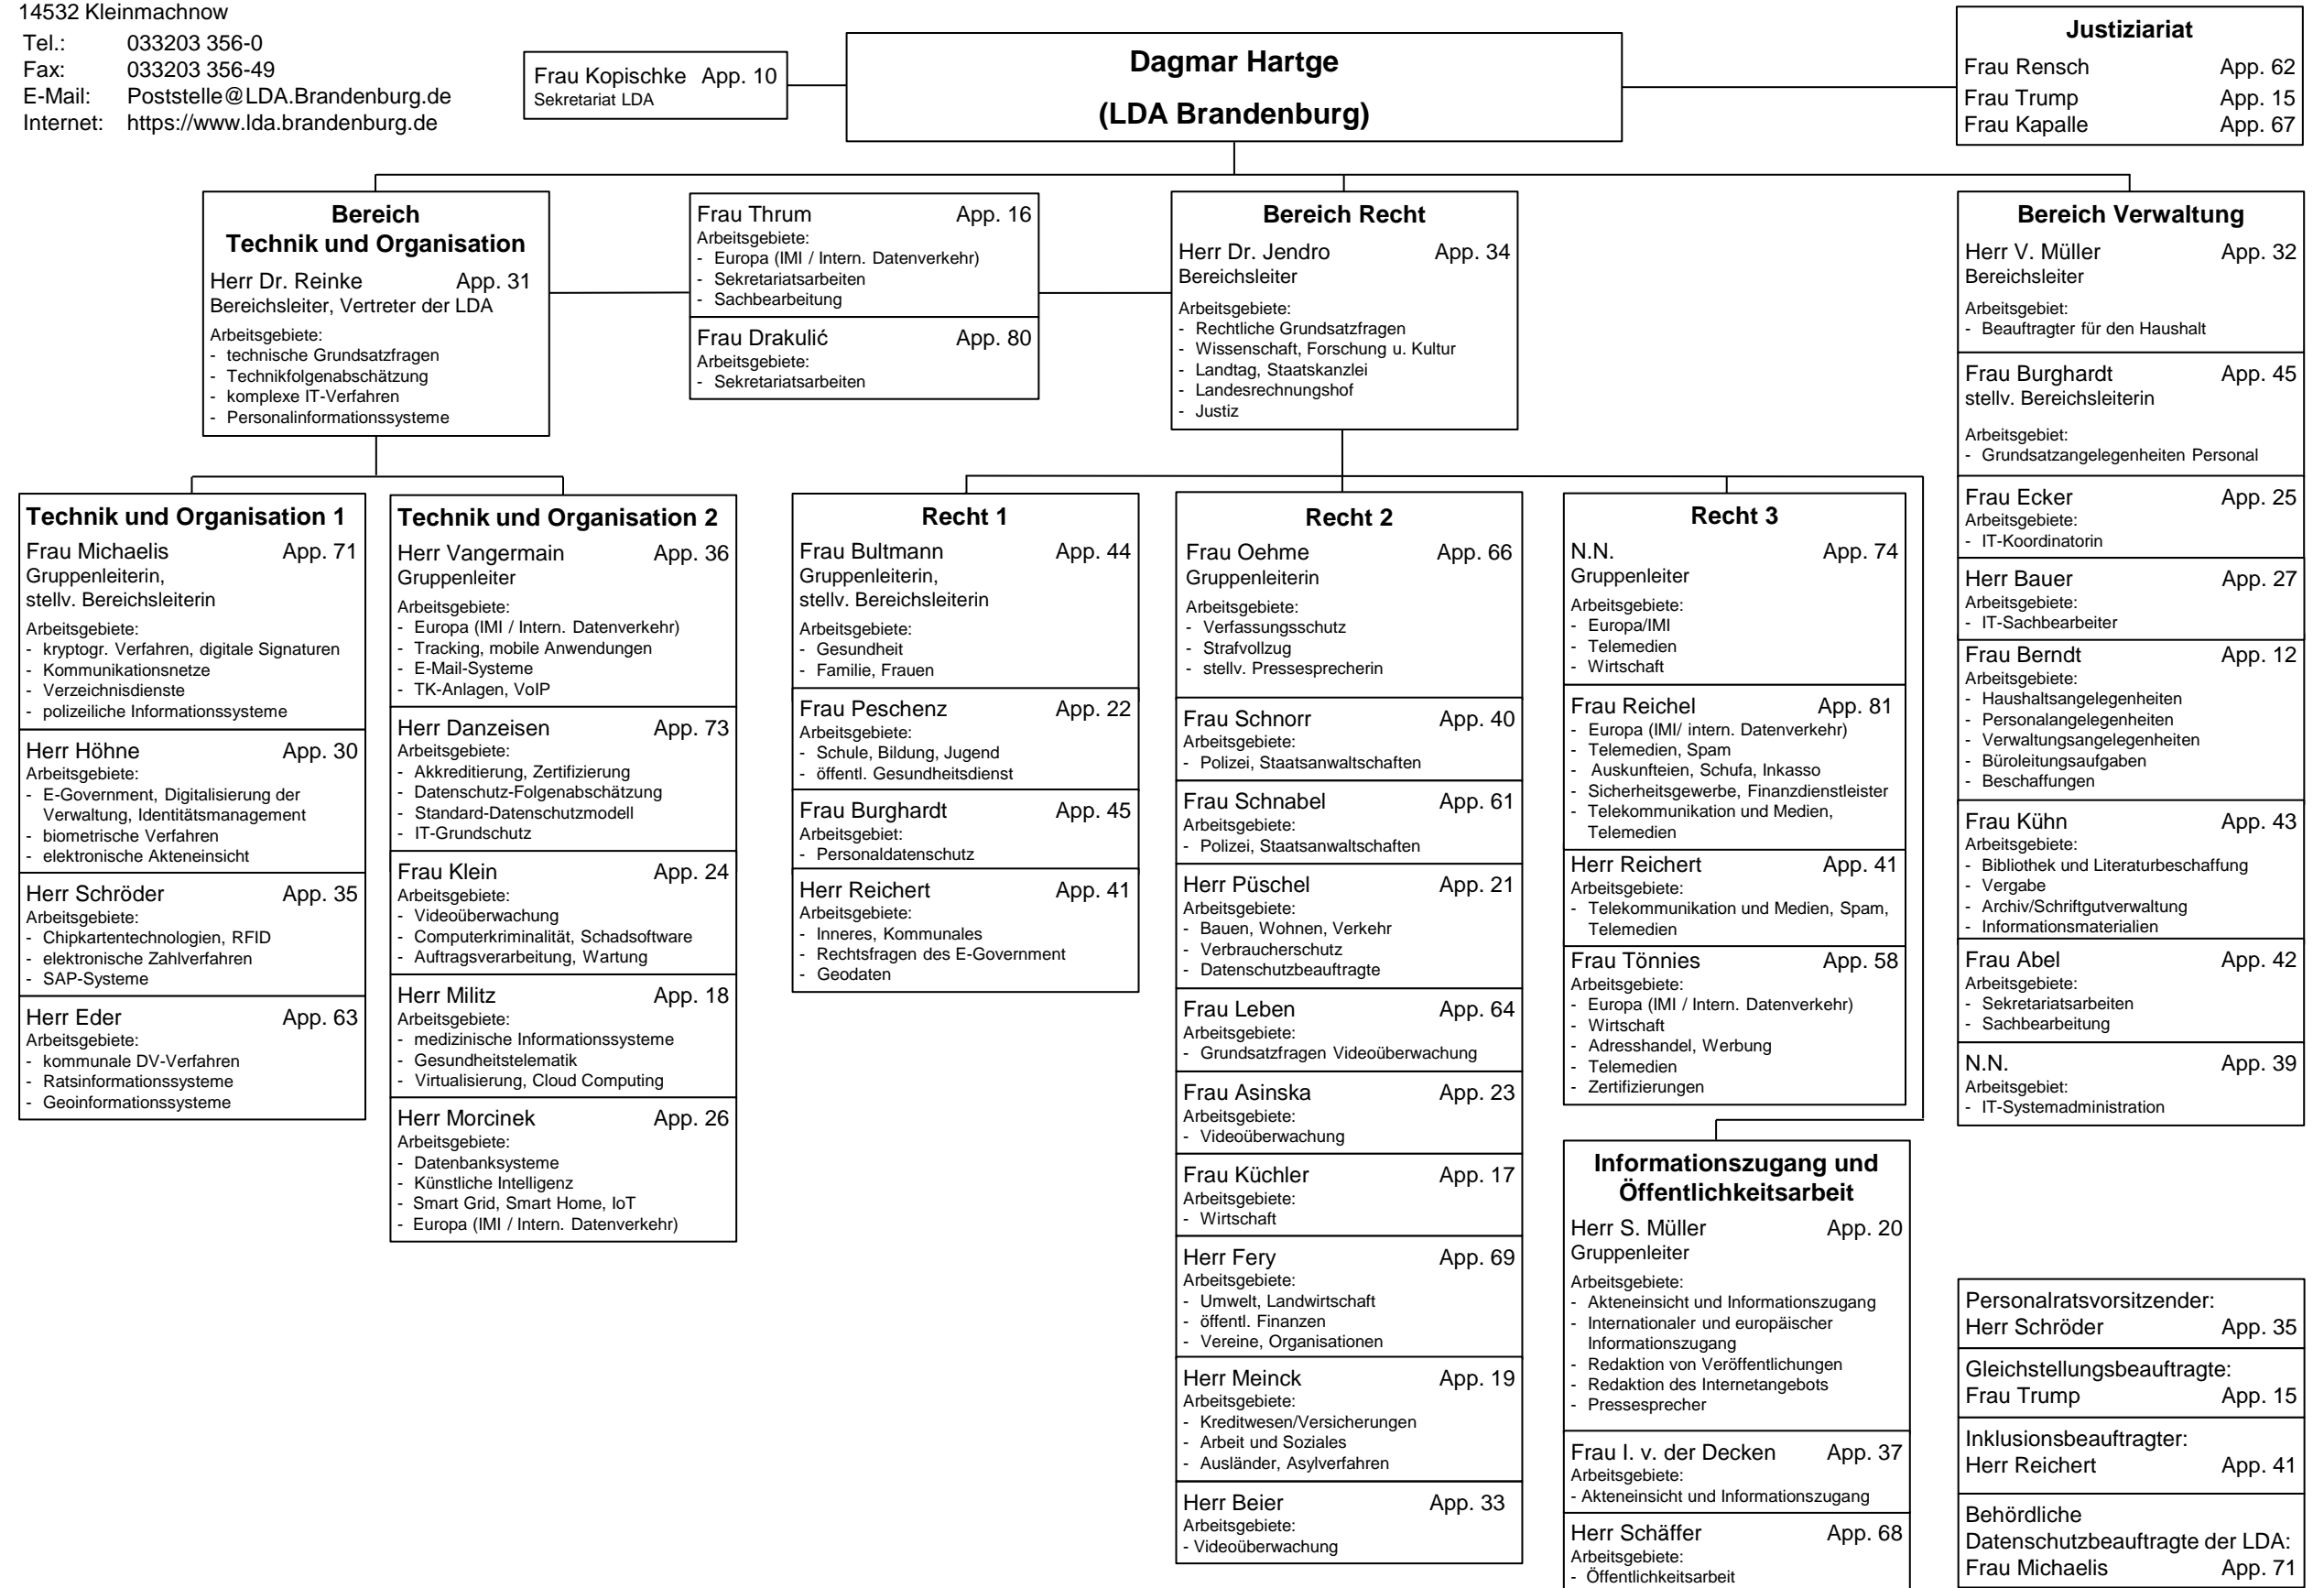 14532 Kleinmachnow
Tel.: 033203 356-0
Fax: 033203 356-49
E-Mail: Poststelle@LDA.Brandenburg.de
Internet: https://www.lda.brandenburg.de
Frau Kopischke App. 10
Sekretariat LDA
Dagmar Hartge
(LDA Brandenburg)
Justiziariat
Frau Rensch App. 62
Frau Trump App. 15
Frau Kapalle App. 67
Bereich
Technik und Organisation
Herr Dr. Reinke App. 31
Bereichsleiter, Vertreter der LDA
Arbeitsgebiete:
- technische Grundsatzfragen
- Technikfolgenabschätzung
- komplexe IT-Verfahren
- Personalinformationssysteme
Frau Thrum App. 16
Arbeitsgebiete:
- Europa (IMI / Intern. Datenverkehr)
- Sekretariatsarbeiten
- Sachbearbeitung
Frau Drakulić App. 80
Arbeitsgebiete:
- Sekretariatsarbeiten
Bereich Recht
Herr Dr. Jendro App. 34
Bereichsleiter
Arbeitsgebiete:
- Rechtliche Grundsatzfragen
- Wissenschaft, Forschung u. Kultur
- Landtag, Staatskanzlei
- Landesrechnungshof
- Justiz
Bereich Verwaltung
Herr V. Müller App. 32
Bereichsleiter
Arbeitsgebiet:
- Beauftragter für den Haushalt
Frau Burghardt App. 45
stellv. Bereichsleiterin
Arbeitsgebiet:
- Grundsatzangelegenheiten Personal
Frau Ecker App. 25
Arbeitsgebiete:
- IT-Koordinatorin
Herr Bauer App. 27
Arbeitsgebiete:
- IT-Sachbearbeiter
Frau Berndt App. 12
Arbeitsgebiete:
- Haushaltsangelegenheiten
- Personalangelegenheiten
- Verwaltungsangelegenheiten
- Büroleitungsaufgaben
- Beschaffungen
Frau Kühn App. 43
Arbeitsgebiete:
- Bibliothek und Literaturbeschaffung
- Vergabe
- Archiv/Schriftgutverwaltung
- Informationsmaterialien
Frau Abel App. 42
Arbeitsgebiete:
- Sekretariatsarbeiten
- Sachbearbeitung
N.N. App. 39
Arbeitsgebiet:
- IT-Systemadministration
Technik und Organisation 1
Frau Michaelis App. 71
Gruppenleiterin,
stellv. Bereichsleiterin
Arbeitsgebiete:
- kryptogr. Verfahren, digitale Signaturen
- Kommunikationsnetze
- Verzeichnisdienste
- polizeiliche Informationssysteme
Herr Höhne App. 30
Arbeitsgebiete:
- E-Government, Digitalisierung der
Verwaltung, Identitätsmanagement
- biometrische Verfahren
- elektronische Akteneinsicht
Herr Schröder App. 35
Arbeitsgebiete:
- Chipkartentechnologien, RFID
- elektronische Zahlverfahren
- SAP-Systeme
Herr Eder App. 63
Arbeitsgebiete:
- kommunale DV-Verfahren
- Ratsinformationssysteme
- Geoinformationssysteme
Technik und Organisation 2
Herr Vangermain App. 36
Gruppenleiter
Arbeitsgebiete:
- Europa (IMI / Intern. Datenverkehr)
- Tracking, mobile Anwendungen
- E-Mail-Systeme
- TK-Anlagen, VoIP
Herr Danzeisen App. 73
Arbeitsgebiete:
- Akkreditierung, Zertifizierung
- Datenschutz-Folgenabschätzung
- Standard-Datenschutzmodell
- IT-Grundschutz
Frau Klein App. 24
Arbeitsgebiete:
- Videoüberwachung
- Computerkriminalität, Schadsoftware
- Auftragsverarbeitung, Wartung
Herr Militz App. 18
Arbeitsgebiete:
- medizinische Informationssysteme
- Gesundheitstelematik
- Virtualisierung, Cloud Computing
Herr Morcinek App. 26
Arbeitsgebiete:
- Datenbanksysteme
- Künstliche Intelligenz
- Smart Grid, Smart Home, IoT
- Europa (IMI / Intern. Datenverkehr)
Recht 1
Frau Bultmann App. 44
Gruppenleiterin,
stellv. Bereichsleiterin
Arbeitsgebiete:
- Gesundheit
- Familie, Frauen
Frau Peschenz App. 22
Arbeitsgebiete:
- Schule, Bildung, Jugend
- öffentl. Gesundheitsdienst
Frau Burghardt App. 45
Arbeitsgebiet:
- Personaldatenschutz
Herr Reichert App. 41
Arbeitsgebiete:
- Inneres, Kommunales
- Rechtsfragen des E-Government
- Geodaten
Recht 2
Frau Oehme App. 66
Gruppenleiterin
Arbeitsgebiete:
- Verfassungsschutz
- Strafvollzug
- stellv. Pressesprecherin
Frau Schnorr App. 40
Arbeitsgebiete:
- Polizei, Staatsanwaltschaften
Frau Schnabel App. 61
Arbeitsgebiete:
- Polizei, Staatsanwaltschaften
Herr Püschel App. 21
Arbeitsgebiete:
- Bauen, Wohnen, Verkehr
- Verbraucherschutz
- Datenschutzbeauftragte
Frau Leben App. 64
Arbeitsgebiete:
- Grundsatzfragen Videoüberwachung
Frau Asinska App. 23
Arbeitsgebiete:
- Videoüberwachung
Frau Küchler App. 17
Arbeitsgebiete:
- Wirtschaft
Herr Fery App. 69
Arbeitsgebiete:
- Umwelt, Landwirtschaft
- öffentl. Finanzen
- Vereine, Organisationen
Herr Meinck App. 19
Arbeitsgebiete:
- Kreditwesen/Versicherungen
- Arbeit und Soziales
- Ausländer, Asylverfahren
Herr Beier App. 33
Arbeitsgebiete:
- Videoüberwachung
Recht 3
N.N. App. 74
Gruppenleiter
Arbeitsgebiete:
- Europa/IMI
- Telemedien
- Wirtschaft
Frau Reichel App. 81
- Europa (IMI/ intern. Datenverkehr)
- Telemedien, Spam
- Auskunfteien, Schufa, Inkasso
- Sicherheitsgewerbe, Finanzdienstleister
- Telekommunikation und Medien,
Telemedien
Herr Reichert App. 41
Arbeitsgebiete:
- Telekommunikation und Medien, Spam,
Telemedien
Frau Tönnies App. 58
Arbeitsgebiete:
- Europa (IMI / Intern. Datenverkehr)
- Wirtschaft
- Adresshandel, Werbung
- Telemedien
- Zertifizierungen
Informationszugang und
Öffentlichkeitsarbeit
Herr S. Müller App. 20
Gruppenleiter
Arbeitsgebiete:
- Akteneinsicht und Informationszugang
- Internationaler und europäischer
Informationszugang
- Redaktion von Veröffentlichungen
- Redaktion des Internetangebots
- Pressesprecher
Frau I. v. der Decken App. 37
Arbeitsgebiete:
- Akteneinsicht und Informationszugang
Herr Schäffer App. 68
Arbeitsgebiete:
- Öffentlichkeitsarbeit
Personalratsvorsitzender:
Herr Schröder App. 35
Gleichstellungsbeauftragte:
Frau Trump App. 15
Inklusionsbeauftragter:
Herr Reichert App. 41
Behördliche
Datenschutzbeauftragte der LDA:
Frau Michaelis App. 71